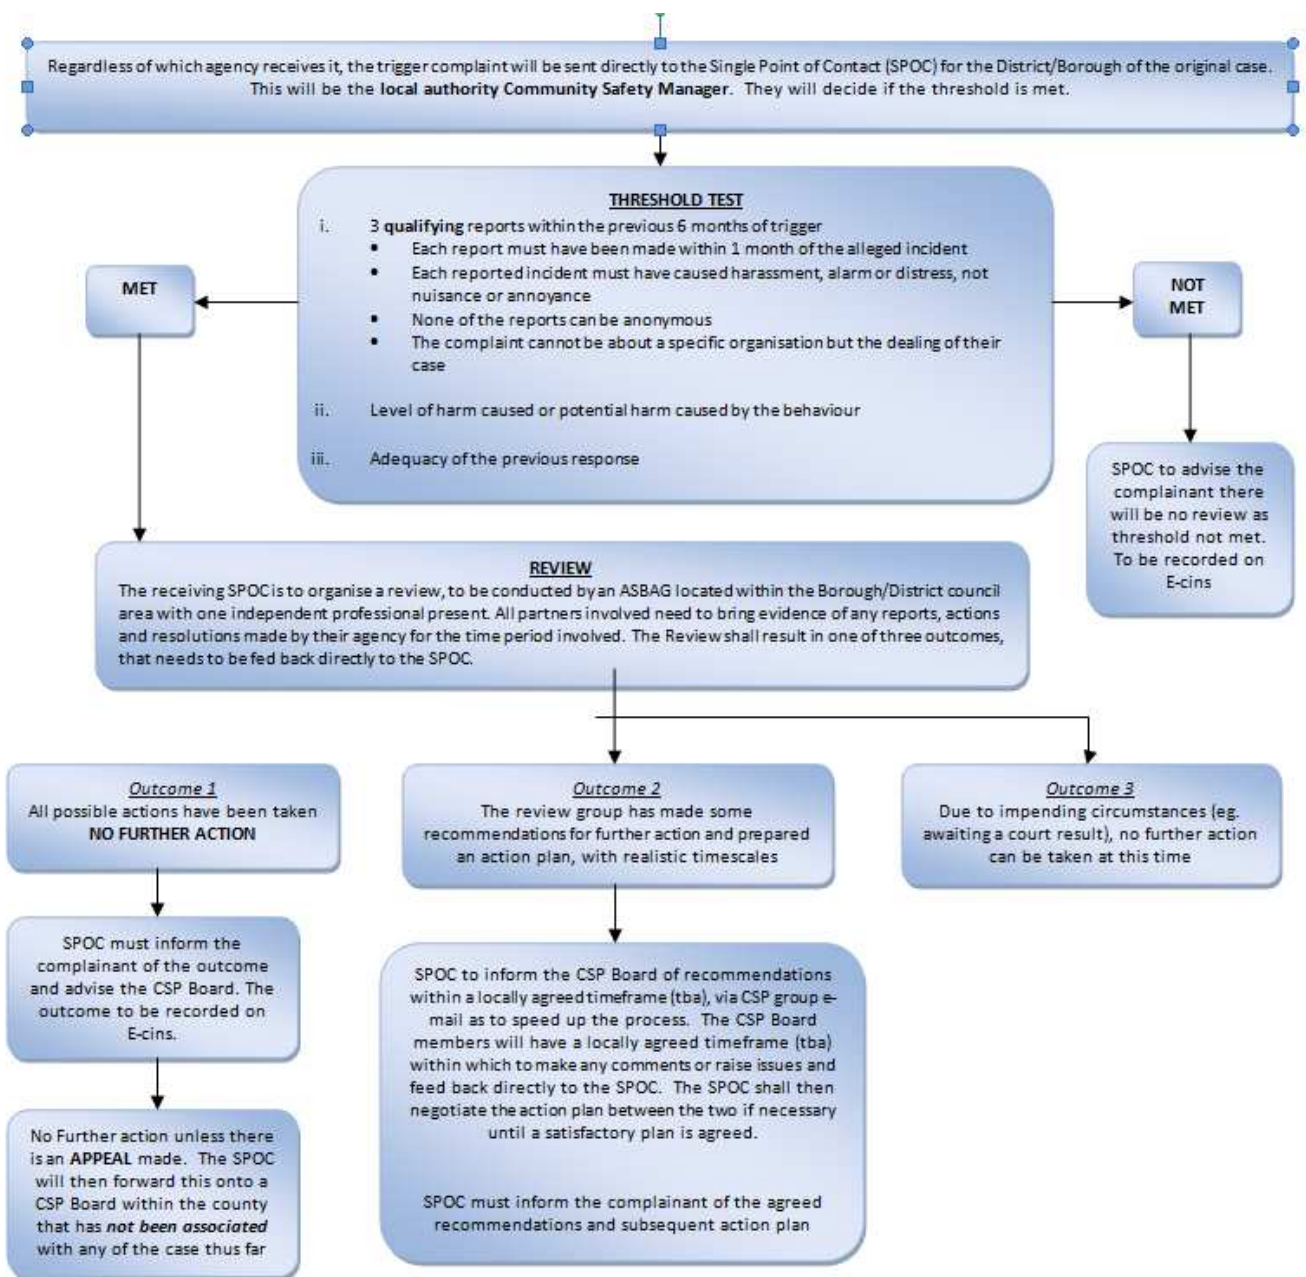 Regardless of which agency receives it, the trigger complaint will be sent directly to the Single Point of Contact (SPOC) for the District/Borough of the original case.
This will be the local authority Community Safety Manager. They will decide if the threshold is met.
THRESHOLD TEST
i. 3 qualifying reports within the previous 6 months of trigger
• Each report must have been made within 1 month of the alleged incident
• Each reported incident must have caused harassment, alarm or distress, not
nuisance or annoyance
• None of the reports can be anonymous
• The complaint cannot be about a specific organisation but the dealing of their
case
ii. Level of harm caused or potential harm caused by the behaviour
iii. Adequacy of the previous response
MET
NOT
MET
SPOC to advise the
complainant there
will be no review as
threshold not met.
To be recorded on
E-cins
REVIEW
The receiving SPOC is to organise a review, to be conducted by an ASBAG located within the Borough/District council
area with one independent professional present. All partners involved need to bring evidence of any reports, actions
and resolutions made by their agency for the time period involved. The Review shall result in one of three outcomes,
that needs to be fed back directly to the SPOC.
Outcome 1
All possible actions have been taken
NO FURTHER ACTION
SPOC must inform the
complainant of the outcome
and advise the CSP Board. The
outcome to be recorded on
E-cins.
No Further action unless there
is an APPEAL made. The SPOC
will then forward this onto a
CSP Board within the county
that has not been associated
with any of the case thus far
Outcome 2
The review group has made some
recommendations for further action and prepared
an action plan, with realistic timescales
SPOC to inform the CSP Board of recommendations
within a locally agreed timeframe (tba), via CSP group e-
mail as to speed up the process. The CSP Board
members will have a locally agreed timeframe (tba)
within which to make any comments or raise issues and
feed back directly to the SPOC. The SPOC shall then
negotiate the action plan between the two if necessary
until a satisfactory plan is agreed.
SPOC must inform the complainant of the agreed
recommendations and subsequent action plan
Outcome 3
Due to impending circumstances (eg.
awaiting a court result), no further action
can be taken at this time